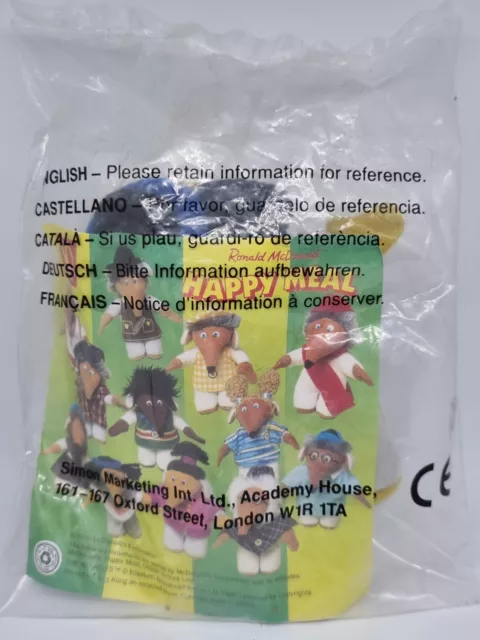 NGLISH – Please retain information for reference.
CASTELLANO – Por favor, guardelo de referencia.
CATALÀ – Si us plau, guardi-ro de referència.
Ronald McDonald
DEUTSCH – Bitte Information aufbewahren.
HAPPY MEAL
FRANÇAIS – Notice d'information à conserver.
Simon Marketing Int. Ltd., Academy House,
161–167 Oxford Street, London W1R 1TA
CE